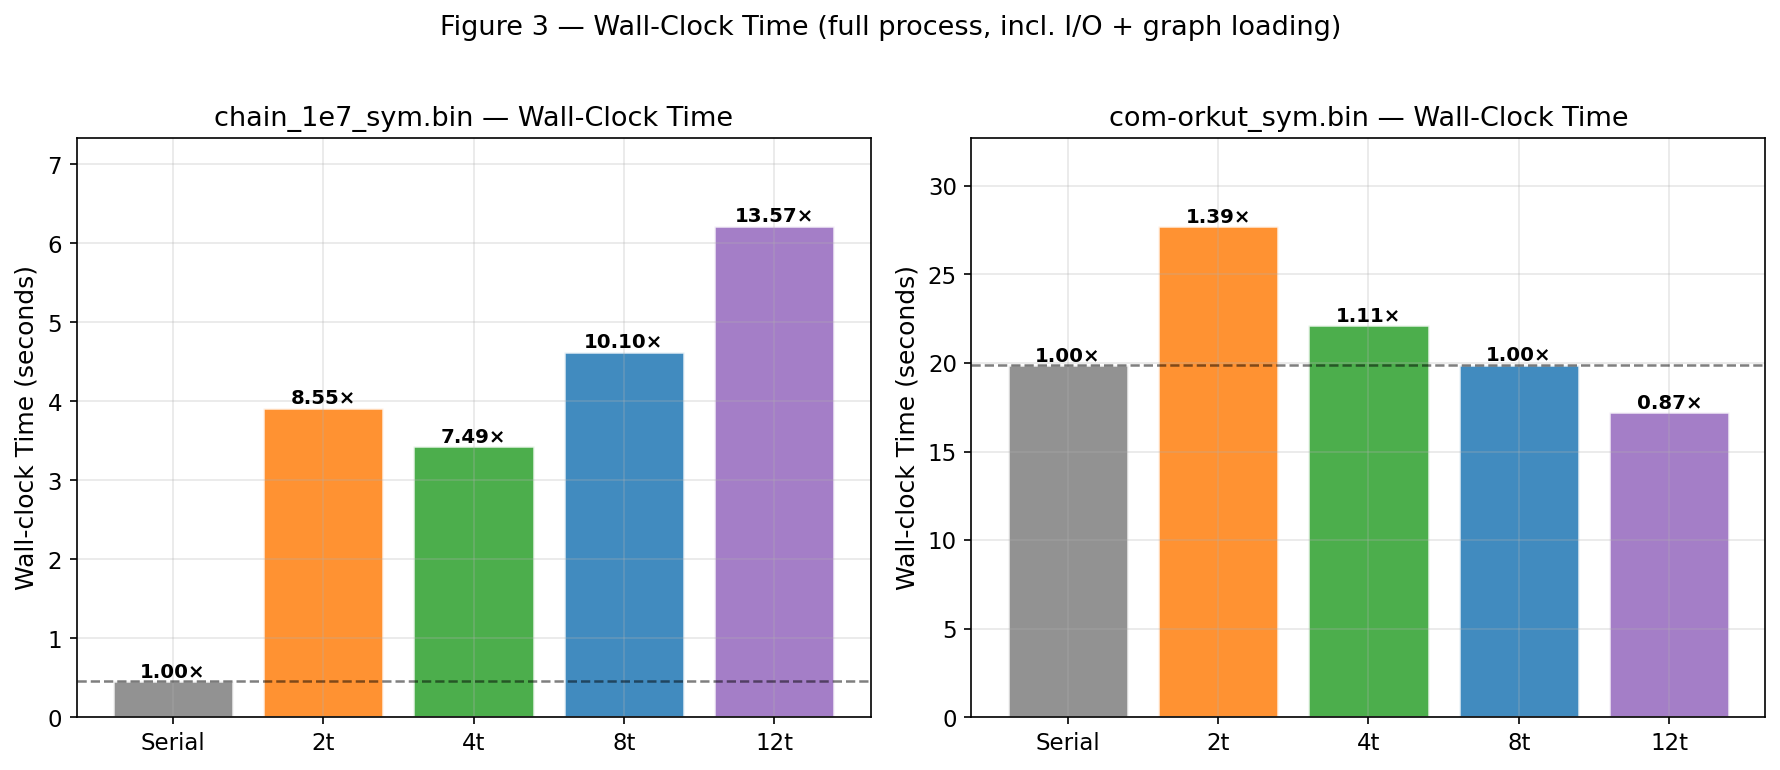 Figure 3 — Wall-Clock Time (full process, incl. I/O + graph loading)
chain_1e7_sym.bin — Wall-Clock Time
Wall-clock Time (seconds)
7
6
5
4
3
2
1
0
1.00×
8.55×
7.49×
10.10×
13.57×
Serial
2t
4t
8t
12t
com-orkut_sym.bin — Wall-Clock Time
Wall-clock Time (seconds)
30
25
20
15
10
5
0
1.00×
1.39×
1.11×
1.00×
0.87×
Serial
2t
4t
8t
12t